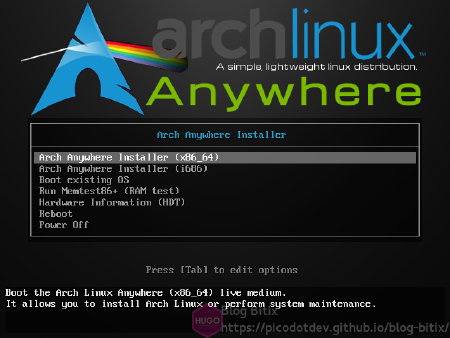 archlinux™
A simple, lightweight linux distribution.
Anywhere
Arch Anywhere Installer
Arch Anywhere Installer (x86_64)
Arch Anywhere Installer (i686)
Boot existing OS
Run Memtest86+ (RAM test)
Hardware Information (HDT)
Reboot
Power Off
Press [Tab] to edit options
Boot the Arch Linux Anywhere (x86_64) live medium.
It allows you to install Arch Linux or perform system maintenance.
HUGO
Blog Bitix
https://picodotdev.github.io/blog-bitix/